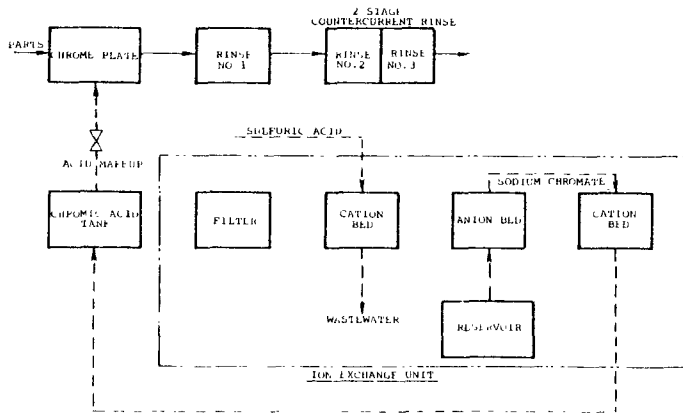 2 STAGE
COUNTERCURRENT RINSE
PARTS
CHROME PLATE
RINSE
NO 1
RINSE
NO.2
RINSE
NO.3
SULFURIC ACID
ACID MAKEUP
SODIUM CHROMATE
CHROMIC ACID
TANK
FILTER
CATION
BED
ANION BED
CATION
BED
WASTEWATER
RESERVOIR
ION EXCHANGE UNIT